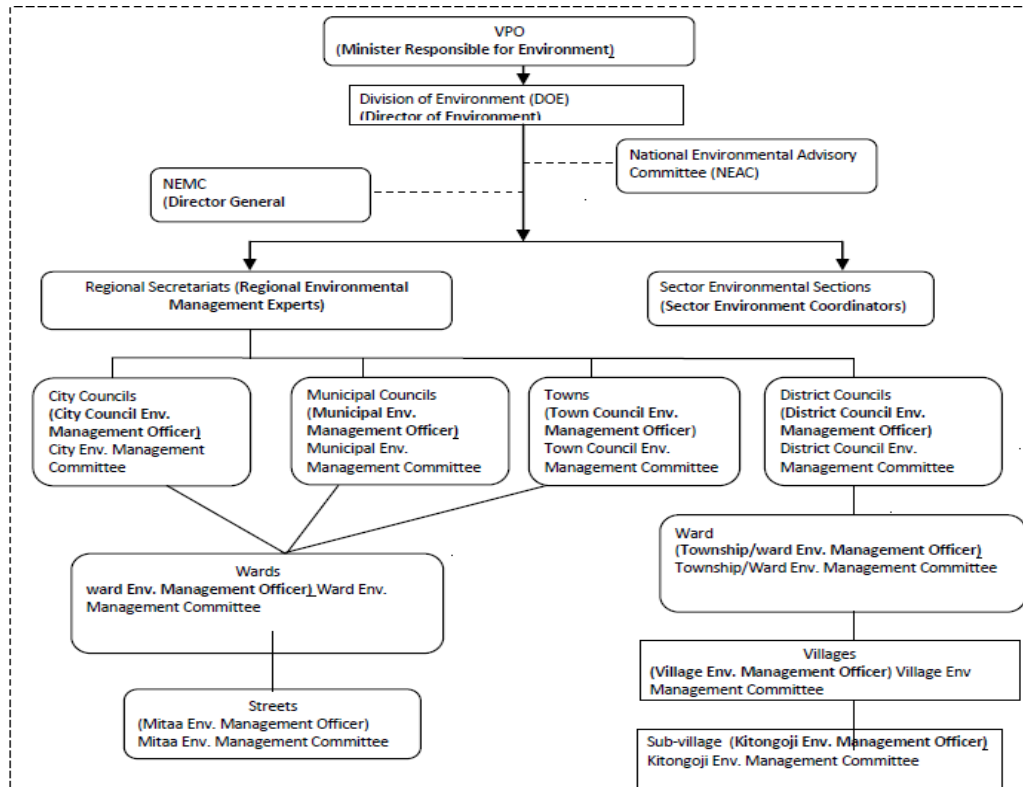 VPO
(Minister Responsible for Environment)
Division of Environment (DOE)
(Director of Environment)
National Environmental Advisory
Committee (NEAC)
NEMC
(Director General
Regional Secretariats (Regional Environmental
Management Experts)
Sector Environmental Sections
(Sector Environment Coordinators)
City Councils
(City Council Env.
Management Officer)
City Env. Management
Committee
Municipal Councils
(Municipal Env.
Management Officer)
Municipal Env.
Management Committee
Towns
(Town Council Env.
Management Officer)
Town Council Env.
Management Committee
District Councils
(District Council Env.
Management Officer)
District Council Env.
Management Committee
Wards
ward Env. Management Officer) Ward Env.
Management Committee
Ward
(Township/ward Env. Management Officer)
Township/Ward Env. Management Committee
Streets
(Mitaa Env. Management Officer)
Mitaa Env. Management Committee
Villages
(Village Env. Management Officer) Village Env
Management Committee
Sub-village (Kitongoji Env. Management Officer)
Kitongoji Env. Management Committee